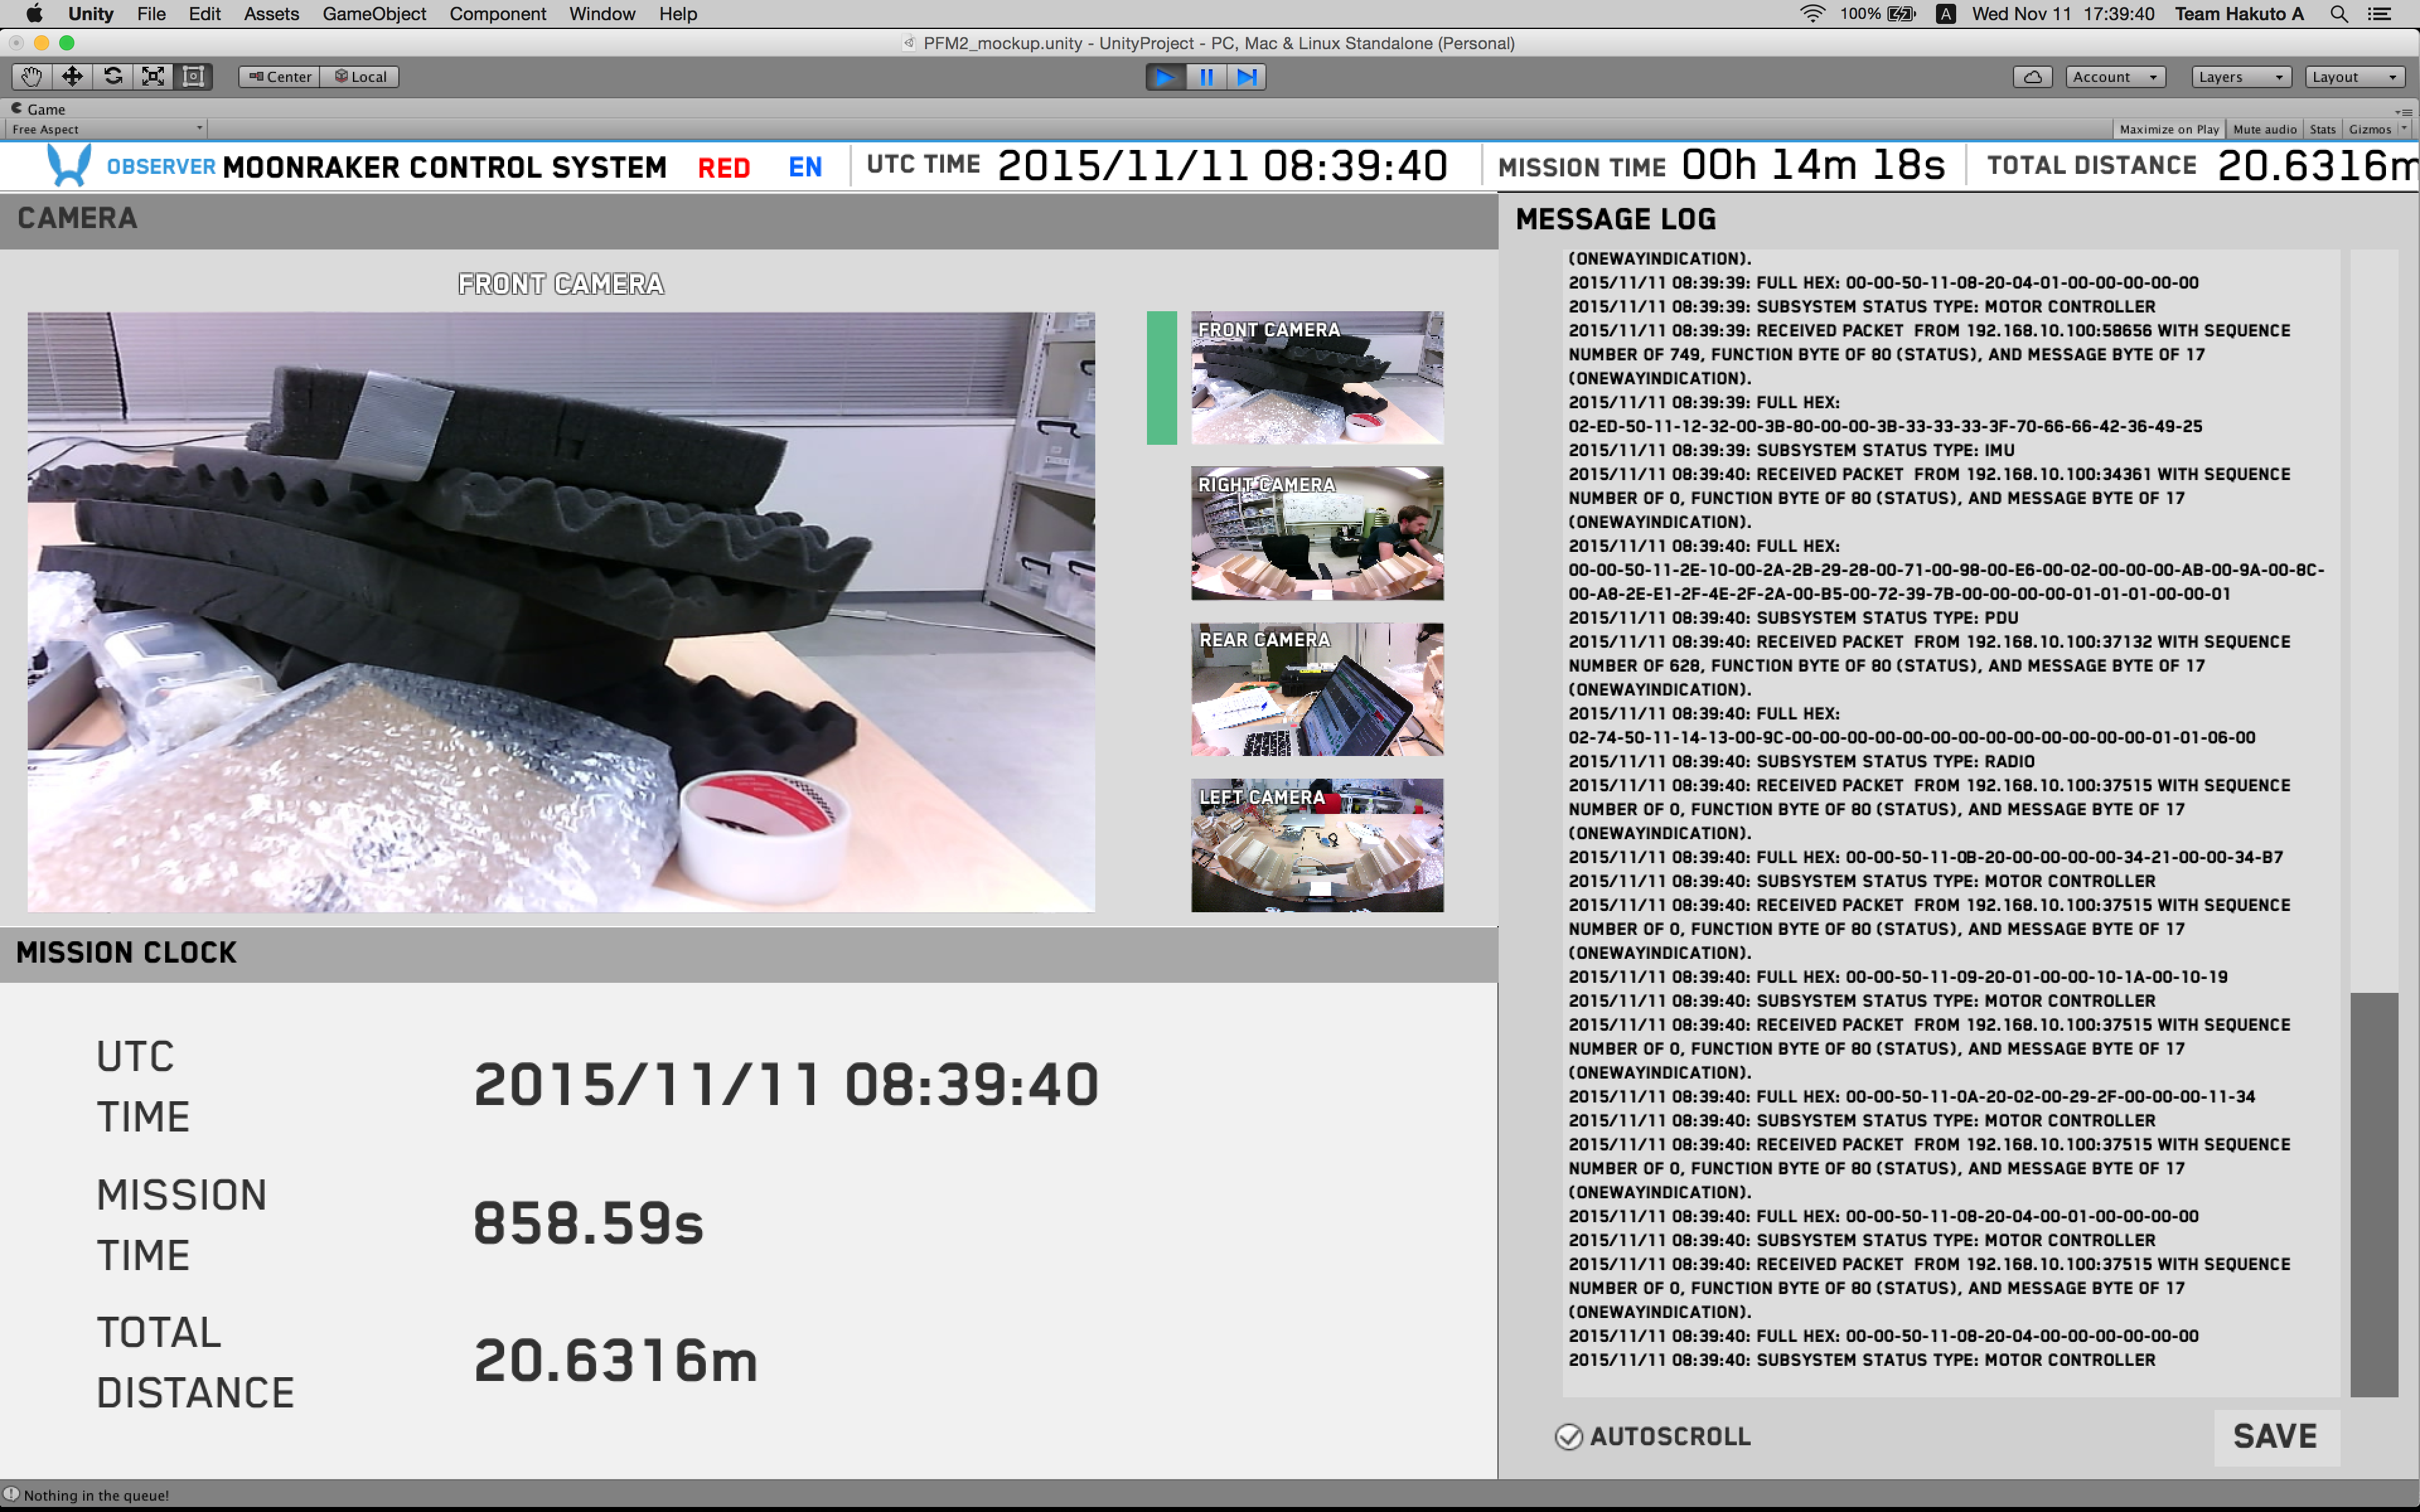 Unity File Edit Assets GameObject Component Window Help 100% A Wed Nov 11 17:39:40 Team Hakuto A
PFM2_mockup.unity - UnityProject - PC, Mac & Linux Standalone (Personal)
Center Local Account Layers Layout
Game
Free Aspect Maximize on Play Mute audio Stats Gizmos
OBSERVER MOONRAKER CONTROL SYSTEM RED EN UTC TIME 2015/11/11 08:39:40 MISSION TIME 00h 14m 18s TOTAL DISTANCE 20.6316m
CAMERA
FRONT CAMERA
FRONT CAMERA
RIGHT CAMERA
REAR CAMERA
LEFT CAMERA
MISSION CLOCK
UTC
TIME
2015/11/11 08:39:40
MISSION
TIME
858.59s
TOTAL
DISTANCE
20.6316m
MESSAGE LOG
(ONEWAYINDICATION).
2015/11/11 08:39:39: FULL HEX: 00-00-50-11-08-20-04-01-00-00-00-00-00
2015/11/11 08:39:39: SUBSYSTEM STATUS TYPE: MOTOR CONTROLLER
2015/11/11 08:39:39: RECEIVED PACKET FROM 192.168.10.100:58656 WITH SEQUENCE
NUMBER OF 749, FUNCTION BYTE OF 80 (STATUS), AND MESSAGE BYTE OF 17
(ONEWAYINDICATION).
2015/11/11 08:39:39: FULL HEX:
02-ED-50-11-12-32-00-3B-80-00-00-3B-33-33-33-3F-70-66-66-42-36-49-25
2015/11/11 08:39:39: SUBSYSTEM STATUS TYPE: IMU
2015/11/11 08:39:40: RECEIVED PACKET FROM 192.168.10.100:34361 WITH SEQUENCE
NUMBER OF 0, FUNCTION BYTE OF 80 (STATUS), AND MESSAGE BYTE OF 17
(ONEWAYINDICATION).
2015/11/11 08:39:40: FULL HEX:
00-00-50-11-2E-10-00-2A-2B-29-28-00-71-00-98-00-E6-00-02-00-00-00-AB-00-9A-00-8C-
00-A8-2E-E1-2F-4E-2F-2A-00-B5-00-72-39-7B-00-00-00-00-01-01-01-00-00-01
2015/11/11 08:39:40: SUBSYSTEM STATUS TYPE: PDU
2015/11/11 08:39:40: RECEIVED PACKET FROM 192.168.10.100:37132 WITH SEQUENCE
NUMBER OF 628, FUNCTION BYTE OF 80 (STATUS), AND MESSAGE BYTE OF 17
(ONEWAYINDICATION).
2015/11/11 08:39:40: FULL HEX:
02-74-50-11-14-13-00-9C-00-00-00-00-00-00-00-00-00-00-00-00-00-01-01-06-00
2015/11/11 08:39:40: SUBSYSTEM STATUS TYPE: RADIO
2015/11/11 08:39:40: RECEIVED PACKET FROM 192.168.10.100:37515 WITH SEQUENCE
NUMBER OF 0, FUNCTION BYTE OF 80 (STATUS), AND MESSAGE BYTE OF 17
(ONEWAYINDICATION).
2015/11/11 08:39:40: FULL HEX: 00-00-50-11-0B-20-00-00-00-00-34-21-00-00-34-B7
2015/11/11 08:39:40: SUBSYSTEM STATUS TYPE: MOTOR CONTROLLER
2015/11/11 08:39:40: RECEIVED PACKET FROM 192.168.10.100:37515 WITH SEQUENCE
NUMBER OF 0, FUNCTION BYTE OF 80 (STATUS), AND MESSAGE BYTE OF 17
(ONEWAYINDICATION).
2015/11/11 08:39:40: FULL HEX: 00-00-50-11-09-20-01-00-00-10-1A-00-10-19
2015/11/11 08:39:40: SUBSYSTEM STATUS TYPE: MOTOR CONTROLLER
2015/11/11 08:39:40: RECEIVED PACKET FROM 192.168.10.100:37515 WITH SEQUENCE
NUMBER OF 0, FUNCTION BYTE OF 80 (STATUS), AND MESSAGE BYTE OF 17
(ONEWAYINDICATION).
2015/11/11 08:39:40: FULL HEX: 00-00-50-11-0A-20-02-00-29-2F-00-00-00-11-34
2015/11/11 08:39:40: SUBSYSTEM STATUS TYPE: MOTOR CONTROLLER
2015/11/11 08:39:40: RECEIVED PACKET FROM 192.168.10.100:37515 WITH SEQUENCE
NUMBER OF 0, FUNCTION BYTE OF 80 (STATUS), AND MESSAGE BYTE OF 17
(ONEWAYINDICATION).
2015/11/11 08:39:40: FULL HEX: 00-00-50-11-08-20-04-00-01-00-00-00-00
2015/11/11 08:39:40: SUBSYSTEM STATUS TYPE: MOTOR CONTROLLER
2015/11/11 08:39:40: RECEIVED PACKET FROM 192.168.10.100:37515 WITH SEQUENCE
NUMBER OF 0, FUNCTION BYTE OF 80 (STATUS), AND MESSAGE BYTE OF 17
(ONEWAYINDICATION).
2015/11/11 08:39:40: FULL HEX: 00-00-50-11-08-20-04-00-00-00-00-00-00
2015/11/11 08:39:40: SUBSYSTEM STATUS TYPE: MOTOR CONTROLLER
AUTOSCROLL SAVE
Nothing in the queue!